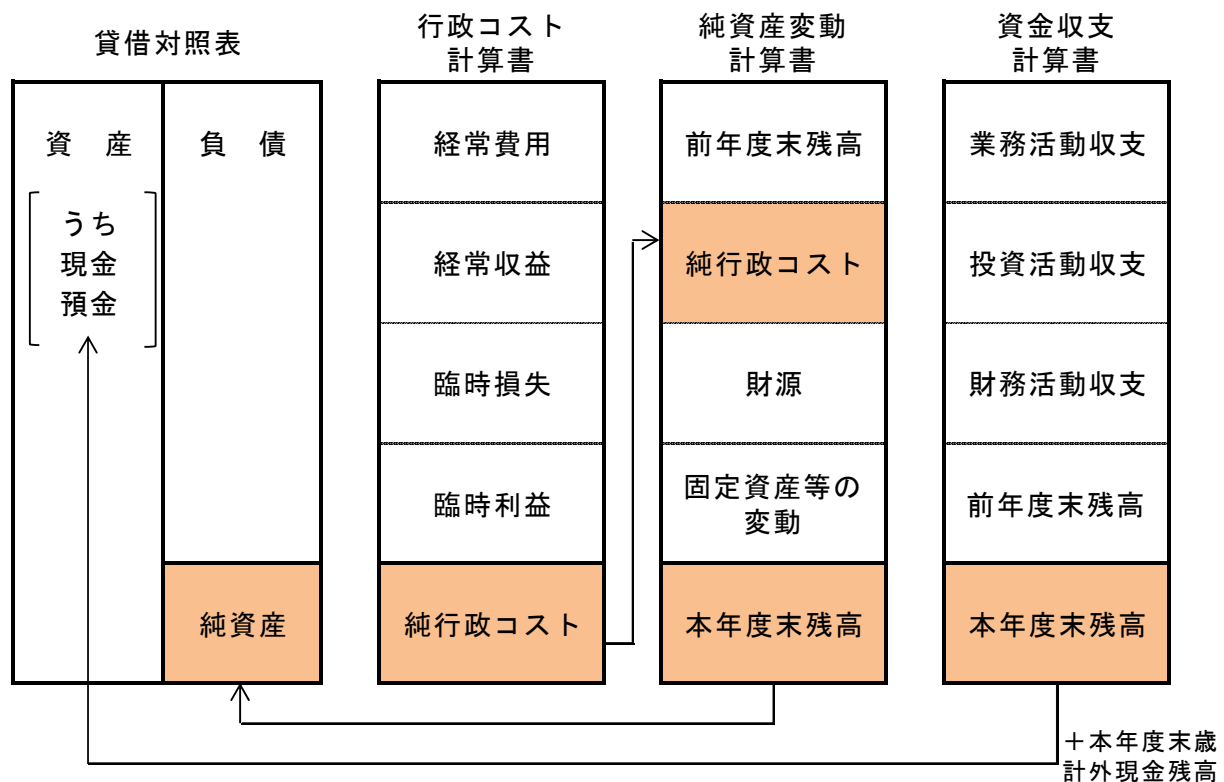 貸借対照表
資　産
うち
現金
預金
負　債
純資産
行政コスト
計算書
経常費用
経常収益
臨時損失
臨時利益
純行政コスト
純資産変動
計算書
前年度末残高
純行政コスト
財源
固定資産等の
変動
本年度末残高
資金収支
計算書
業務活動収支
投資活動収支
財務活動収支
前年度末残高
本年度末残高
＋本年度末歳
計外現金残高